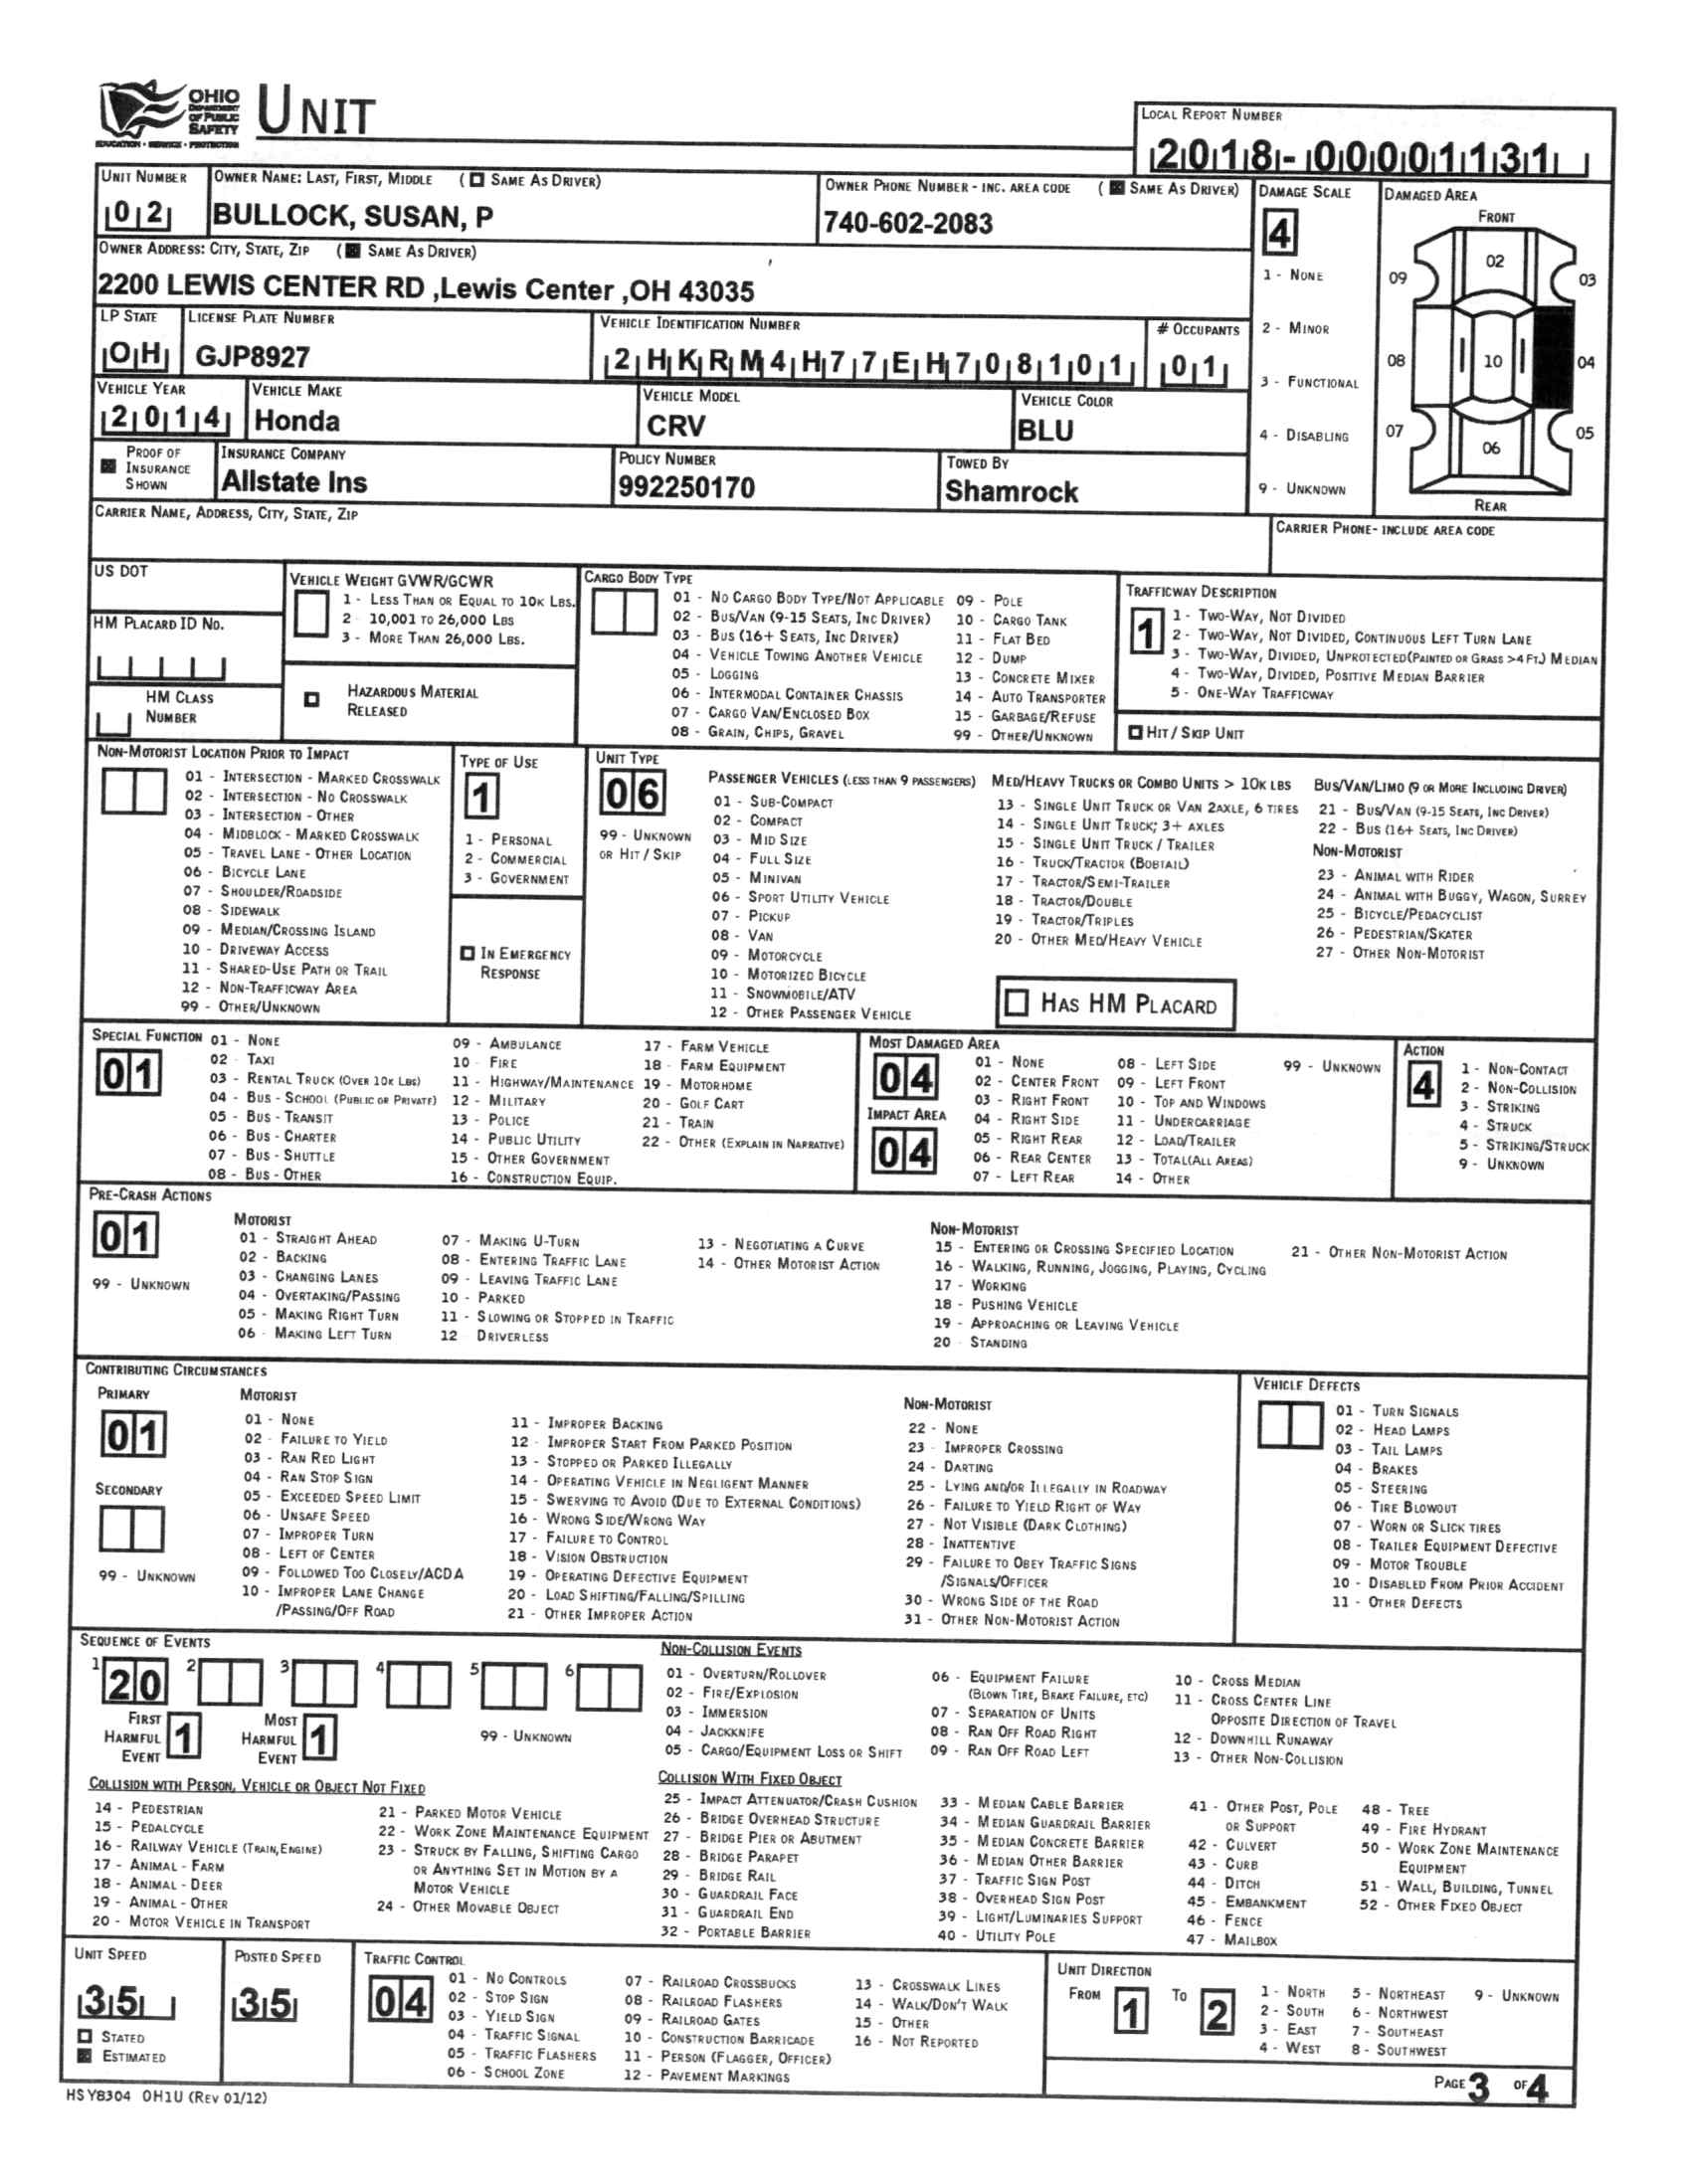 OHIO
DEPARTMENT
OF PUBLIC
SAFETY
EDUCATION • SERVICE • PROTECTION
UNIT
LOCAL REPORT NUMBER
2018-00001131
UNIT NUMBER
02
OWNER NAME: LAST, FIRST, MIDDLE ( SAME AS DRIVER)
BULLOCK, SUSAN, P
OWNER PHONE NUMBER - INC. AREA CODE ( SAME AS DRIVER)
740-602-2083
DAMAGE SCALE
4
1 - NONE
2 - MINOR
3 - FUNCTIONAL
4 - DISABLING
9 - UNKNOWN
DAMAGED AREA
FRONT
02
09 03
08 10 04
07 05
06
REAR
OWNER ADDRESS: CITY, STATE, ZIP ( SAME AS DRIVER)
2200 LEWIS CENTER RD ,Lewis Center ,OH 43035
LP STATE
OH
LICENSE PLATE NUMBER
GJP8927
VEHICLE IDENTIFICATION NUMBER
2HKRM4H77EH708101
# OCCUPANTS
01
VEHICLE YEAR
2014
VEHICLE MAKE
Honda
VEHICLE MODEL
CRV
VEHICLE COLOR
BLU
PROOF OF
INSURANCE
SHOWN
INSURANCE COMPANY
Allstate Ins
POLICY NUMBER
992250170
TOWED BY
Shamrock
CARRIER NAME, ADDRESS, CITY, STATE, ZIP
CARRIER PHONE- INCLUDE AREA CODE
US DOT
HM PLACARD ID NO.
HM CLASS
NUMBER
VEHICLE WEIGHT GVWR/GCWR
1 - LESS THAN OR EQUAL TO 10K LBS.
2 10,001 TO 26,000 LBS
3 - MORE THAN 26,000 LBS.
HAZARDOUS MATERIAL
RELEASED
CARGO BODY TYPE
01 - NO CARGO BODY TYPE/NOT APPLICABLE
02 - BUS/VAN (9-15 SEATS, INC DRIVER)
03 - BUS (16+ SEATS, INC DRIVER)
04 - VEHICLE TOWING ANOTHER VEHICLE
05 - LOGGING
06 - INTERMODAL CONTAINER CHASSIS
07 - CARGO VAN/ENCLOSED BOX
08 - GRAIN, CHIPS, GRAVEL
09 - POLE
10 - CARGO TANK
11 - FLAT BED
12 - DUMP
13 - CONCRETE MIXER
14 - AUTO TRANSPORTER
15 - GARBAGE/REFUSE
99 - OTHER/UNKNOWN
TRAFFICWAY DESCRIPTION
1
1 - TWO-WAY, NOT DIVIDED
2 - TWO-WAY, NOT DIVIDED, CONTINUOUS LEFT TURN LANE
3 - TWO-WAY, DIVIDED, UNPROTECTED(PAINTED OR GRASS >4 FT.) MEDIAN
4 - TWO-WAY, DIVIDED, POSITIVE MEDIAN BARRIER
5 - ONE-WAY TRAFFICWAY
HIT / SKIP UNIT
NON-MOTORIST LOCATION PRIOR TO IMPACT
01 - INTERSECTION - MARKED CROSSWALK
02 - INTERSECTION - NO CROSSWALK
03 - INTERSECTION - OTHER
04 - MIDBLOCK - MARKED CROSSWALK
05 - TRAVEL LANE - OTHER LOCATION
06 - BICYCLE LANE
07 - SHOULDER/ROADSIDE
08 - SIDEWALK
09 - MEDIAN/CROSSING ISLAND
10 - DRIVEWAY ACCESS
11 - SHARED-USE PATH OR TRAIL
12 - NON-TRAFFICWAY AREA
99 - OTHER/UNKNOWN
TYPE OF USE
1
1 - PERSONAL
2 - COMMERCIAL
3 - GOVERNMENT
IN EMERGENCY
RESPONSE
UNIT TYPE
06
99 - UNKNOWN
OR HIT / SKIP
PASSENGER VEHICLES (LESS THAN 9 PASSENGERS)
01 - SUB-COMPACT
02 - COMPACT
03 - MID SIZE
04 - FULL SIZE
05 - MINIVAN
06 - SPORT UTILITY VEHICLE
07 - PICKUP
08 - VAN
09 - MOTORCYCLE
10 - MOTORIZED BICYCLE
11 - SNOWMOBILE/ATV
12 - OTHER PASSENGER VEHICLE
MED/HEAVY TRUCKS OR COMBO UNITS > 10K LBS
13 - SINGLE UNIT TRUCK OR VAN 2AXLE, 6 TIRES
14 - SINGLE UNIT TRUCK; 3+ AXLES
15 - SINGLE UNIT TRUCK / TRAILER
16 - TRUCK/TRACTOR (BOBTAIL)
17 - TRACTOR/SEMI-TRAILER
18 - TRACTOR/DOUBLE
19 - TRACTOR/TRIPLES
20 - OTHER MED/HEAVY VEHICLE
HAS HM PLACARD
BUS/VAN/LIMO (9 OR MORE INCLUDING DRIVER)
21 - BUS/VAN (9-15 SEATS, INC DRIVER)
22 - BUS (16+ SEATS, INC DRIVER)
NON-MOTORIST
23 - ANIMAL WITH RIDER
24 - ANIMAL WITH BUGGY, WAGON, SURREY
25 - BICYCLE/PEDACYCLIST
26 - PEDESTRIAN/SKATER
27 - OTHER NON-MOTORIST
SPECIAL FUNCTION
01
01 - NONE
02 - TAXI
03 - RENTAL TRUCK (OVER 10K LBS)
04 - BUS - SCHOOL (PUBLIC OR PRIVATE)
05 - BUS - TRANSIT
06 - BUS - CHARTER
07 - BUS - SHUTTLE
08 - BUS - OTHER
09 - AMBULANCE
10 FIRE
11 - HIGHWAY/MAINTENANCE
12 - MILITARY
13 - POLICE
14 - PUBLIC UTILITY
15 - OTHER GOVERNMENT
16 - CONSTRUCTION EQUIP.
17 - FARM VEHICLE
18 - FARM EQUIPMENT
19 - MOTORHOME
20 - GOLF CART
21 - TRAIN
22 - OTHER (EXPLAIN IN NARRATIVE)
MOST DAMAGED AREA
04
IMPACT AREA
04
01 - NONE
02 - CENTER FRONT
03 - RIGHT FRONT
04 - RIGHT SIDE
05 - RIGHT REAR
06 - REAR CENTER
07 - LEFT REAR
08 - LEFT SIDE
09 - LEFT FRONT
10 - TOP AND WINDOWS
11 - UNDERCARRIAGE
12 - LOAD/TRAILER
13 - TOTAL(ALL AREAS)
14 - OTHER
99 - UNKNOWN
ACTION
4
1 - NON-CONTACT
2 - NON-COLLISION
3 - STRIKING
4 - STRUCK
5 - STRIKING/STRUCK
9 - UNKNOWN
PRE-CRASH ACTIONS
01
99 - UNKNOWN
MOTORIST
01 - STRAIGHT AHEAD
02 - BACKING
03 - CHANGING LANES
04 - OVERTAKING/PASSING
05 - MAKING RIGHT TURN
06 MAKING LEFT TURN
07 - MAKING U-TURN
08 - ENTERING TRAFFIC LANE
09 - LEAVING TRAFFIC LANE
10 - PARKED
11 - SLOWING OR STOPPED IN TRAFFIC
12 DRIVERLESS
13 - NEGOTIATING A CURVE
14 - OTHER MOTORIST ACTION
NON-MOTORIST
15 - ENTERING OR CROSSING SPECIFIED LOCATION
16 - WALKING, RUNNING, JOGGING, PLAYING, CYCLING
17 - WORKING
18 - PUSHING VEHICLE
19 - APPROACHING OR LEAVING VEHICLE
20 STANDING
21 - OTHER NON-MOTORIST ACTION
CONTRIBUTING CIRCUMSTANCES
PRIMARY
01
SECONDARY
99 - UNKNOWN
MOTORIST
01 - NONE
02 FAILURE TO YIELD
03 - RAN RED LIGHT
04 - RAN STOP SIGN
05 - EXCEEDED SPEED LIMIT
06 - UNSAFE SPEED
07 - IMPROPER TURN
08 - LEFT OF CENTER
09 - FOLLOWED TOO CLOSELY/ACDA
10 - IMPROPER LANE CHANGE
/PASSING/OFF ROAD
11 - IMPROPER BACKING
12 IMPROPER START FROM PARKED POSITION
13 - STOPPED OR PARKED ILLEGALLY
14 - OPERATING VEHICLE IN NEGLIGENT MANNER
15 - SWERVING TO AVOID (DUE TO EXTERNAL CONDITIONS)
16 - WRONG SIDE/WRONG WAY
17 - FAILURE TO CONTROL
18 - VISION OBSTRUCTION
19 - OPERATING DEFECTIVE EQUIPMENT
20 - LOAD SHIFTING/FALLING/SPILLING
21 - OTHER IMPROPER ACTION
NON-MOTORIST
22 - NONE
23 IMPROPER CROSSING
24 - DARTING
25 - LYING AND/OR ILLEGALLY IN ROADWAY
26 - FAILURE TO YIELD RIGHT OF WAY
27 - NOT VISIBLE (DARK CLOTHING)
28 - INATTENTIVE
29 - FAILURE TO OBEY TRAFFIC SIGNS
/SIGNALS/OFFICER
30 - WRONG SIDE OF THE ROAD
31 - OTHER NON-MOTORIST ACTION
VEHICLE DEFECTS
01 - TURN SIGNALS
02 - HEAD LAMPS
03 - TAIL LAMPS
04 - BRAKES
05 - STEERING
06 - TIRE BLOWOUT
07 - WORN OR SLICK TIRES
08 - TRAILER EQUIPMENT DEFECTIVE
09 - MOTOR TROUBLE
10 - DISABLED FROM PRIOR ACCIDENT
11 - OTHER DEFECTS
SEQUENCE OF EVENTS
1 20 2 3 4 5 6
FIRST
HARMFUL
EVENT
1
MOST
HARMFUL
EVENT
1
99 - UNKNOWN
NON-COLLISION EVENTS
01 - OVERTURN/ROLLOVER
02 - FIRE/EXPLOSION
03 - IMMERSION
04 - JACKKNIFE
05 - CARGO/EQUIPMENT LOSS OR SHIFT
06 - EQUIPMENT FAILURE
(BLOWN TIRE, BRAKE FAILURE, ETC)
07 - SEPARATION OF UNITS
08 - RAN OFF ROAD RIGHT
09 - RAN OFF ROAD LEFT
10 - CROSS MEDIAN
11 - CROSS CENTER LINE
OPPOSITE DIRECTION OF TRAVEL
12 - DOWNHILL RUNAWAY
13 - OTHER NON-COLLISION
COLLISION WITH PERSON, VEHICLE OR OBJECT NOT FIXED
14 - PEDESTRIAN
15 - PEDALCYCLE
16 - RAILWAY VEHICLE (TRAIN,ENGINE)
17 - ANIMAL - FARM
18 - ANIMAL - DEER
19 - ANIMAL - OTHER
20 - MOTOR VEHICLE IN TRANSPORT
21 - PARKED MOTOR VEHICLE
22 - WORK ZONE MAINTENANCE EQUIPMENT
23 - STRUCK BY FALLING, SHIFTING CARGO
OR ANYTHING SET IN MOTION BY A
MOTOR VEHICLE
24 - OTHER MOVABLE OBJECT
COLLISION WITH FIXED OBJECT
25 - IMPACT ATTENUATOR/CRASH CUSHION
26 - BRIDGE OVERHEAD STRUCTURE
27 - BRIDGE PIER OR ABUTMENT
28 - BRIDGE PARAPET
29 - BRIDGE RAIL
30 - GUARDRAIL FACE
31 - GUARDRAIL END
32 - PORTABLE BARRIER
33 - MEDIAN CABLE BARRIER
34 - MEDIAN GUARDRAIL BARRIER
35 - MEDIAN CONCRETE BARRIER
36 - MEDIAN OTHER BARRIER
37 - TRAFFIC SIGN POST
38 - OVERHEAD SIGN POST
39 - LIGHT/LUMINARIES SUPPORT
40 - UTILITY POLE
41 - OTHER POST, POLE
OR SUPPORT
42 - CULVERT
43 - CURB
44 - DITCH
45 - EMBANKMENT
46 - FENCE
47 - MAILBOX
48 - TREE
49 - FIRE HYDRANT
50 - WORK ZONE MAINTENANCE
EQUIPMENT
51 - WALL, BUILDING, TUNNEL
52 - OTHER FIXED OBJECT
UNIT SPEED
35
STATED
ESTIMATED
POSTED SPEED
35
TRAFFIC CONTROL
04
01 - NO CONTROLS
02 - STOP SIGN
03 - YIELD SIGN
04 - TRAFFIC SIGNAL
05 - TRAFFIC FLASHERS
06 - SCHOOL ZONE
07 - RAILROAD CROSSBUCKS
08 - RAILROAD FLASHERS
09 - RAILROAD GATES
10 - CONSTRUCTION BARRICADE
11 - PERSON (FLAGGER, OFFICER)
12 - PAVEMENT MARKINGS
13 - CROSSWALK LINES
14 - WALK/DON'T WALK
15 - OTHER
16 - NOT REPORTED
UNIT DIRECTION
FROM 1 TO 2
1 - NORTH
2 - SOUTH
3 - EAST
4 - WEST
5 - NORTHEAST
6 - NORTHWEST
7 - SOUTHEAST
8 - SOUTHWEST
9 - UNKNOWN
HSY8304 OH1U (REV 01/12)
PAGE 3 OF 4